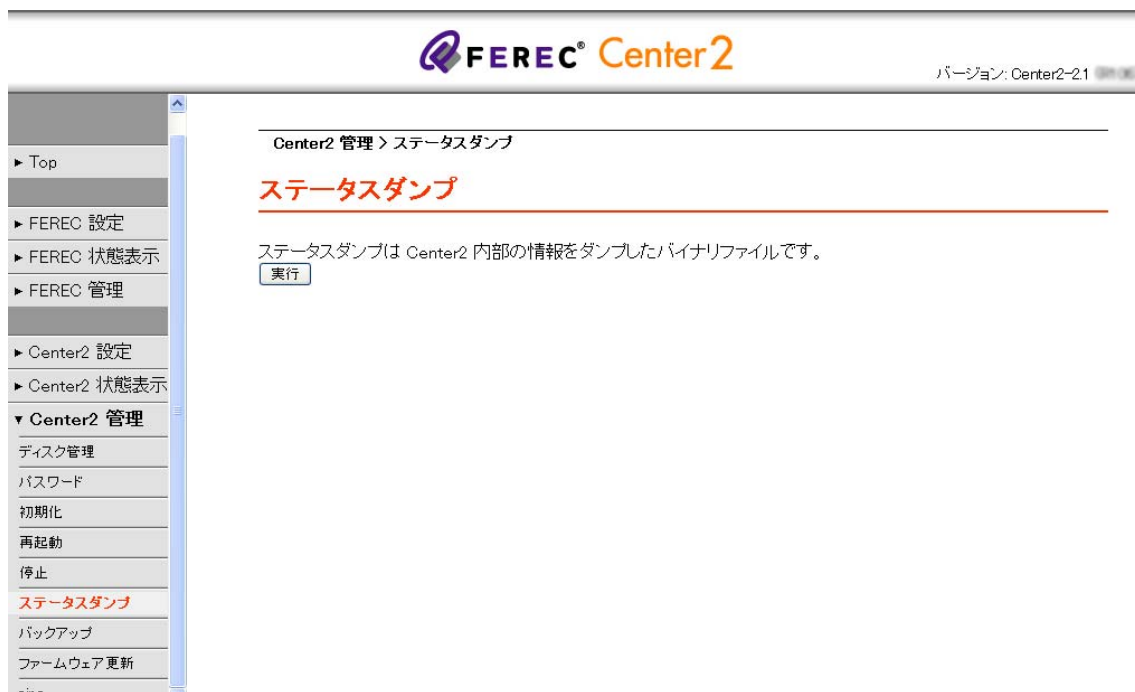 FEREC® Center2
バージョン: Center2-2.1
Center2 管理 > ステータスダンプ
ステータスダンプ
ステータスダンプは Center2 内部の情報をダンプしたバイナリファイルです。
実行
Top
FEREC 設定
FEREC 状態表示
FEREC 管理
Center2 設定
Center2 状態表示
Center2 管理
ディスク管理
パスワード
初期化
再起動
停止
ステータスダンプ
バックアップ
ファームウェア更新